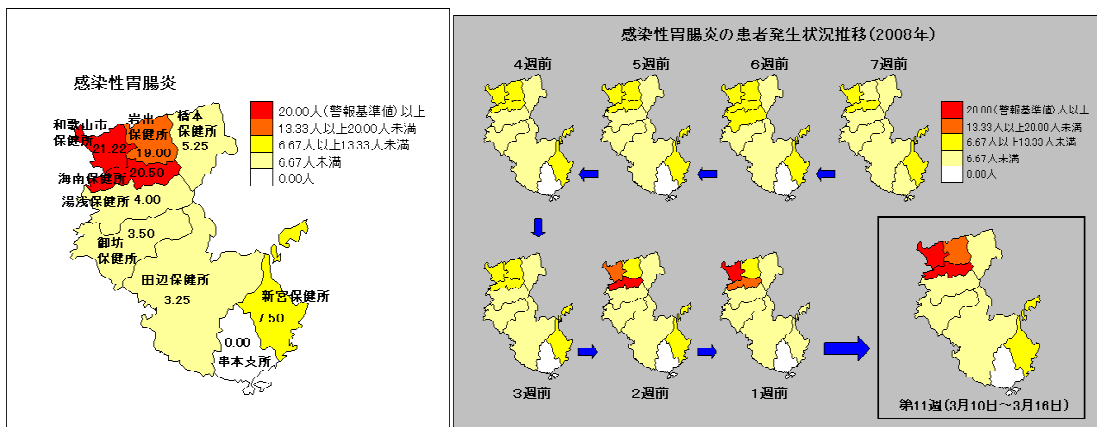 感染性胃腸炎
20.00人(警報基準値)以上
13.33人以上20.00人未満
6.67人以上13.33人未満
6.67人未満
0.00人
和歌山市
保健所
21.22
岩出
保健所
19.00
橋本
保健所
5.25
海南保健所
20.50
湯浅保健所
4.00
御坊
保健所
3.50
田辺保健所
3.25
新宮保健所
7.50
0.00
串本支所
感染性胃腸炎の患者発生状況推移(2008年)
4週前
5週前
6週前
7週前
20.00(警報基準値)人以上
13.33人以上20.00人未満
6.67人以上13.33人未満
6.67人未満
0.00人
3週前
2週前
1週前
第11週(3月10日~3月16日)